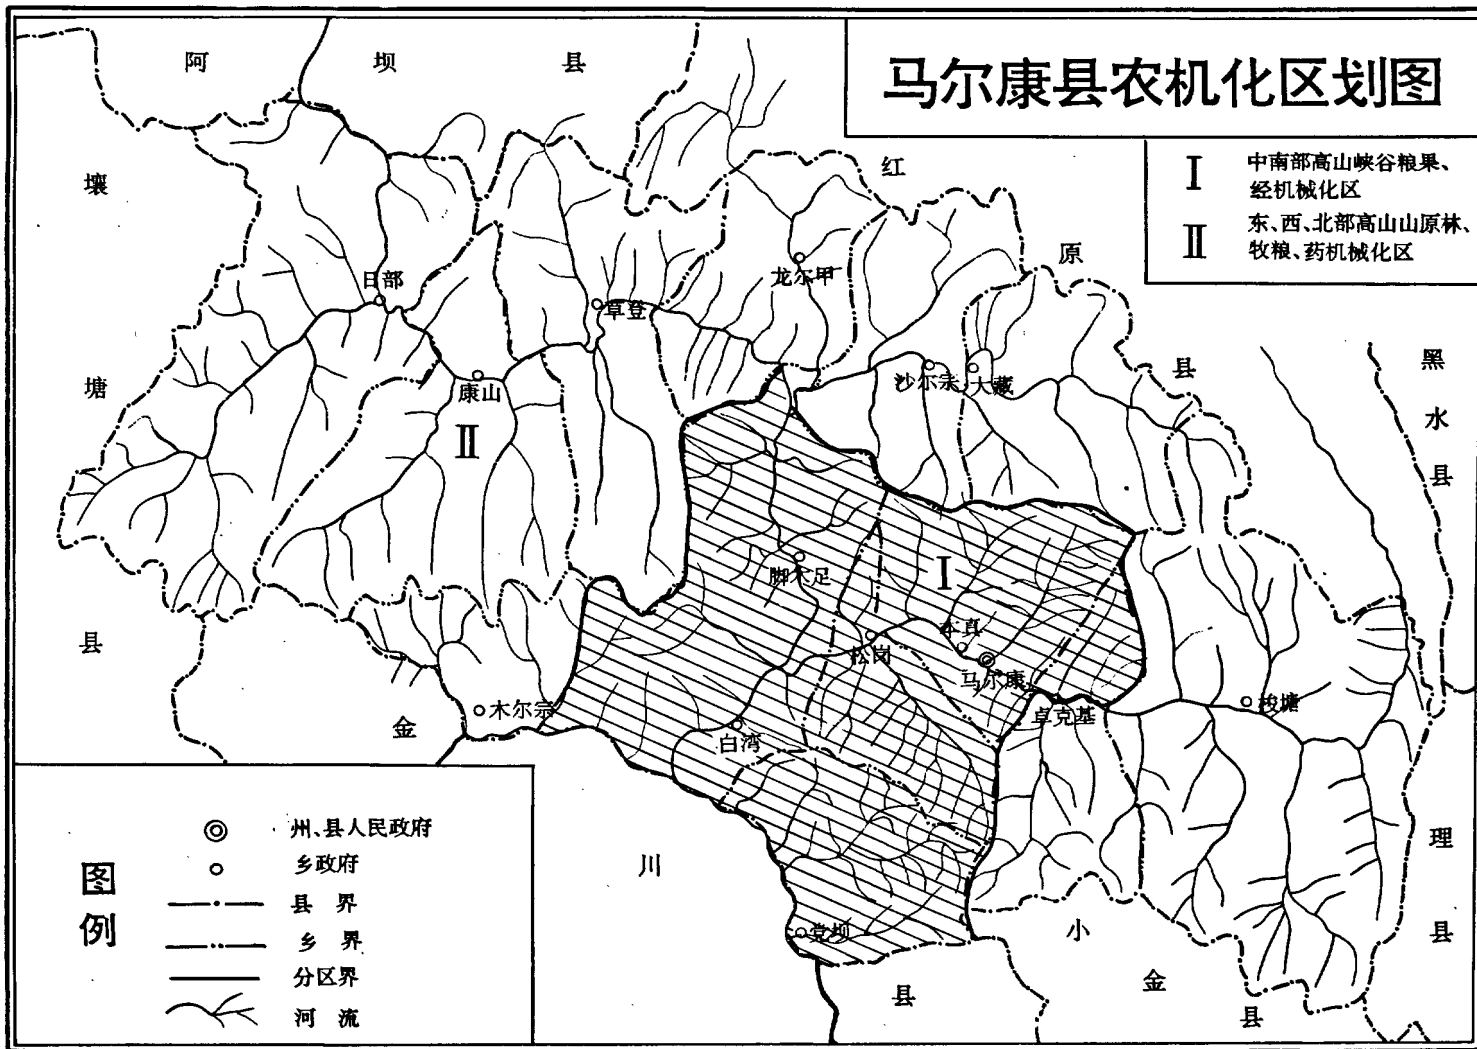 马尔康县农机化区划图
I 中南部高山峡谷粮果、
经机械化区
II 东、西、北部高山山原林、
牧粮、药机械化区
阿 坝 县
壤 塘 县
红 原 县
黑 水 县
理 县
小 金 县
金 川 县
日部
康山
草登
龙尔甲
沙尔宗
大藏
II
I
脚木足
松岗
本真
马尔康
卓克基
梭塘
木尔宗
白湾
党坝
图例
州、县人民政府
乡政府
县 界
乡 界
分区界
河 流